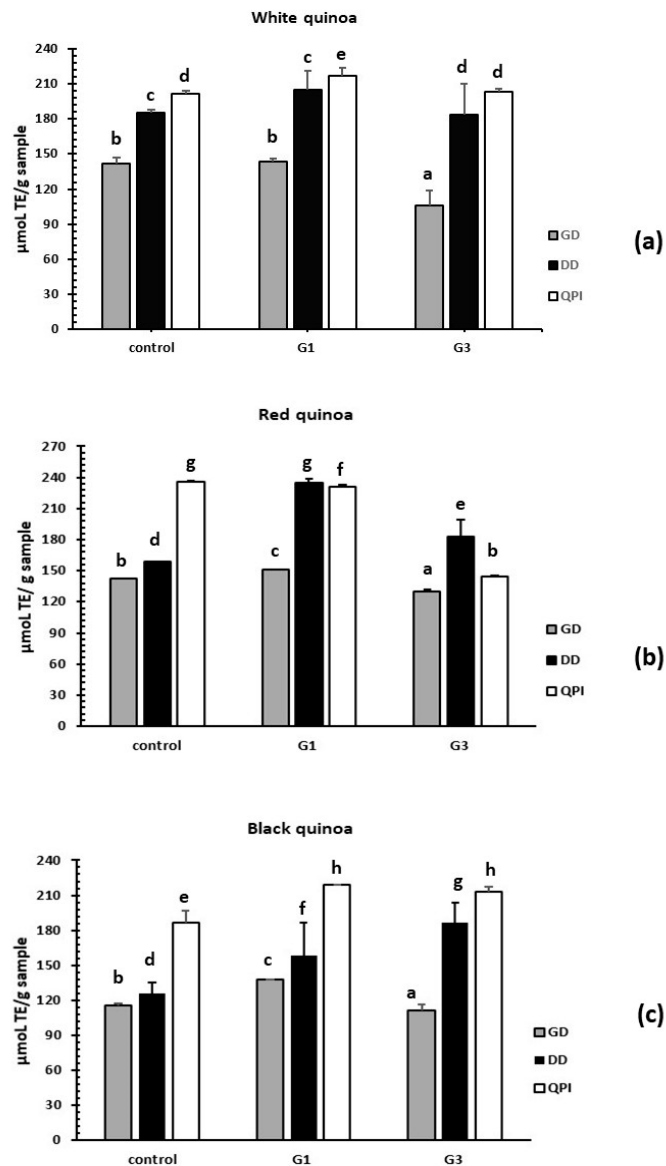 White quinoa
240
210
180
150
120
90
60
30
0
µmoL TE/g sample
b c d
b c e
a d d
control G1 G3
GD
DD
QPI
(a)
Red quinoa
270
240
210
180
150
120
90
60
30
0
µmoL TE/ g sample
b d g
c g f
a e b
control G1 G3
GD
DD
QPI
(b)
Black quinoa
240
210
180
150
120
90
60
30
0
µmoL TE/g sample
b d e
c f h
a g h
control G1 G3
GD
DD
QPI
(c)